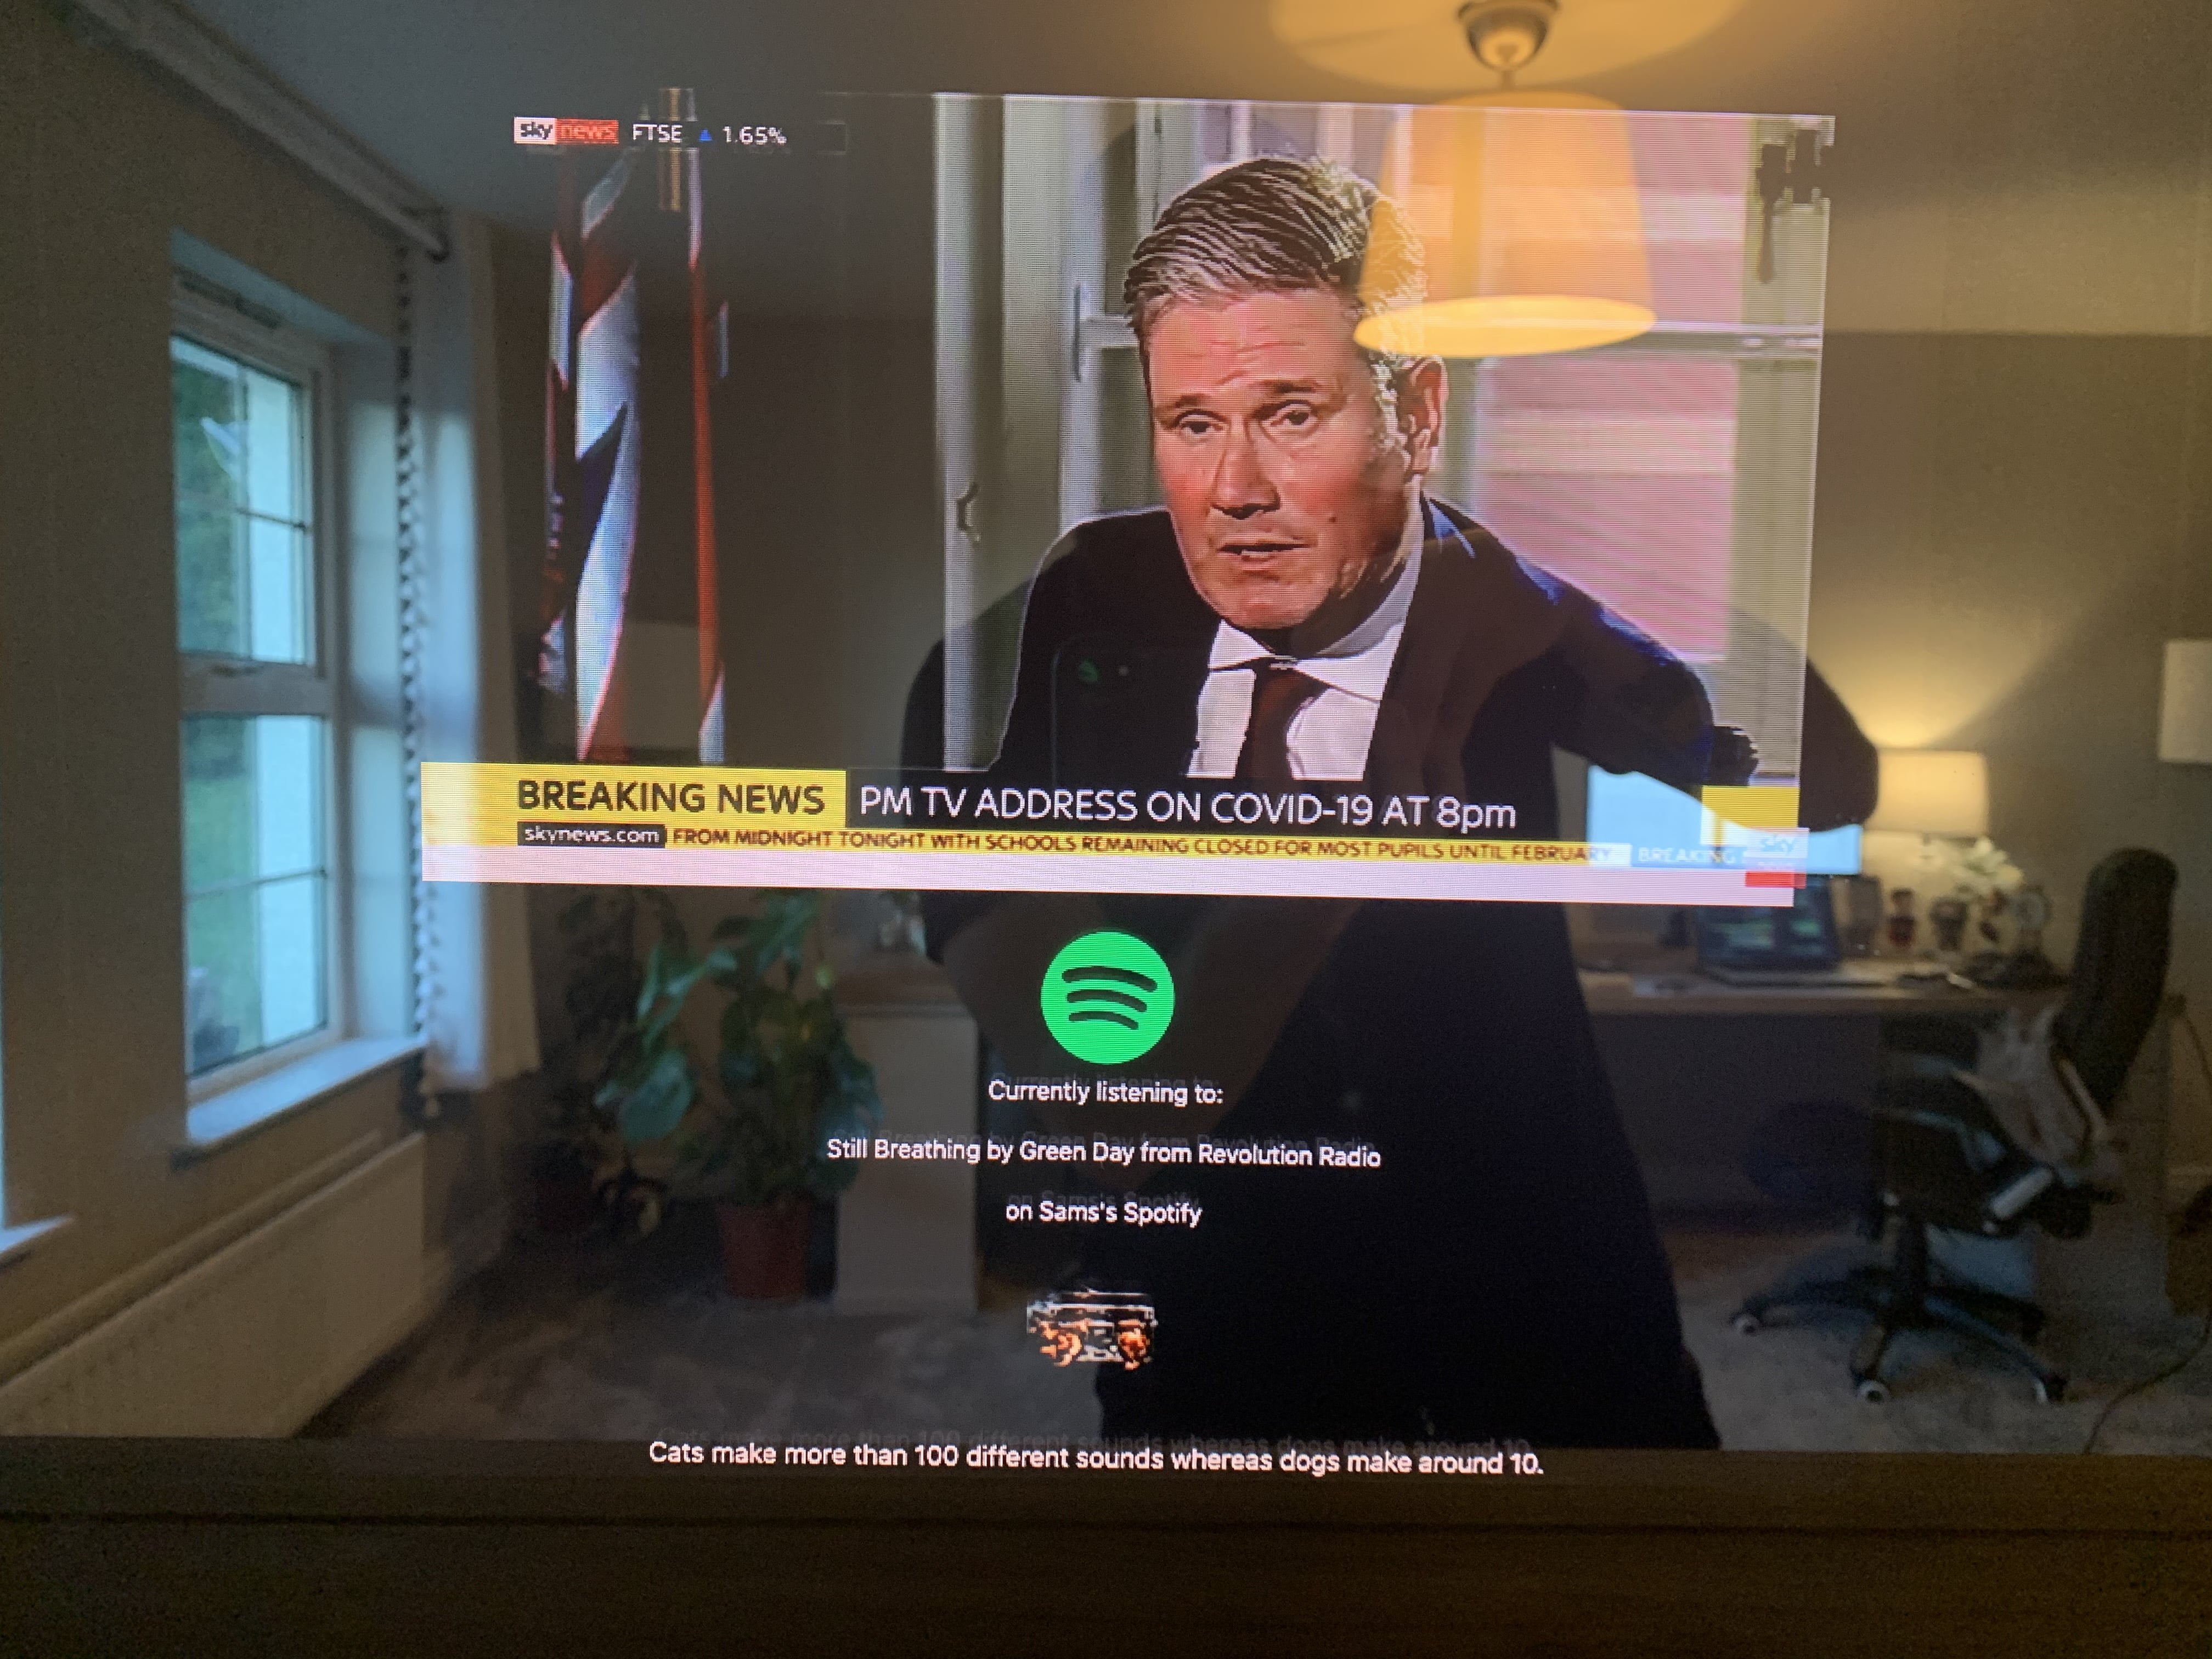 sky news FTSE ▲ 1.65%
BREAKING NEWS PM TV ADDRESS ON COVID-19 AT 8pm
skynews.com FROM MIDNIGHT TONIGHT WITH SCHOOLS REMAINING CLOSED FOR MOST PUPILS UNTIL FEBRUARY BREAKING
sky
Currently listening to:
Still Breathing by Green Day from Revolution Radio
on Sams's Spotify
Cats make more than 100 different sounds whereas dogs make around 10.